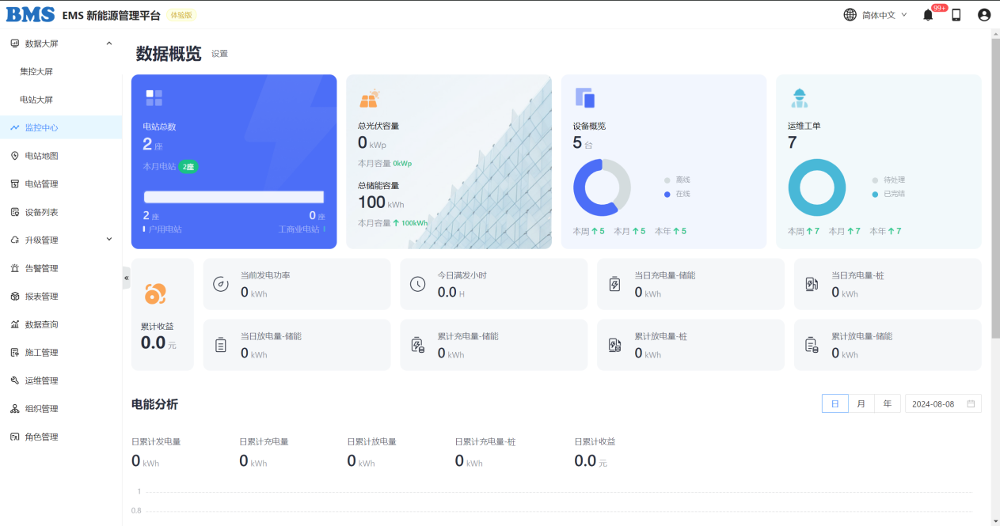 BMS EMS 新能源管理平台 体验版
简体中文 99+
数据大屏
集控大屏
电站大屏
监控中心
电站地图
电站管理
设备列表
升级管理
告警管理
报表管理
数据查询
施工管理
运维管理
组织管理
角色管理
«
数据概览 设置
电站总数
2 座
本月电站 2座
2 座 0 座
户用电站 工商业电站
总光伏容量
0 kWp
本月容量 0kWp
总储能容量
100 kWh
本月容量 ↑ 100kWh
设备概览
5 台
离线
在线
本周 ↑ 5 本月 ↑ 5 本年 ↑ 5
运维工单
7
待处理
已完结
本周 ↑ 7 本月 ↑ 7 本年 ↑ 7
累计收益
0.0 元
当前发电功率
0 kWh
今日满发小时
0.0 H
当日充电量-储能
0 kWh
当日充电量-桩
0 kWh
当日放电量-储能
0 kWh
累计充电量-储能
0 kWh
累计放电量-桩
0 kWh
累计放电量-储能
0 kWh
电能分析
日 月 年 2024-08-08
日累计发电量
0 kWh
日累计充电量
0 kWh
日累计放电量
0 kWh
日累计充电量-桩
0 kWh
日累计收益
0.0 元
1
0.8